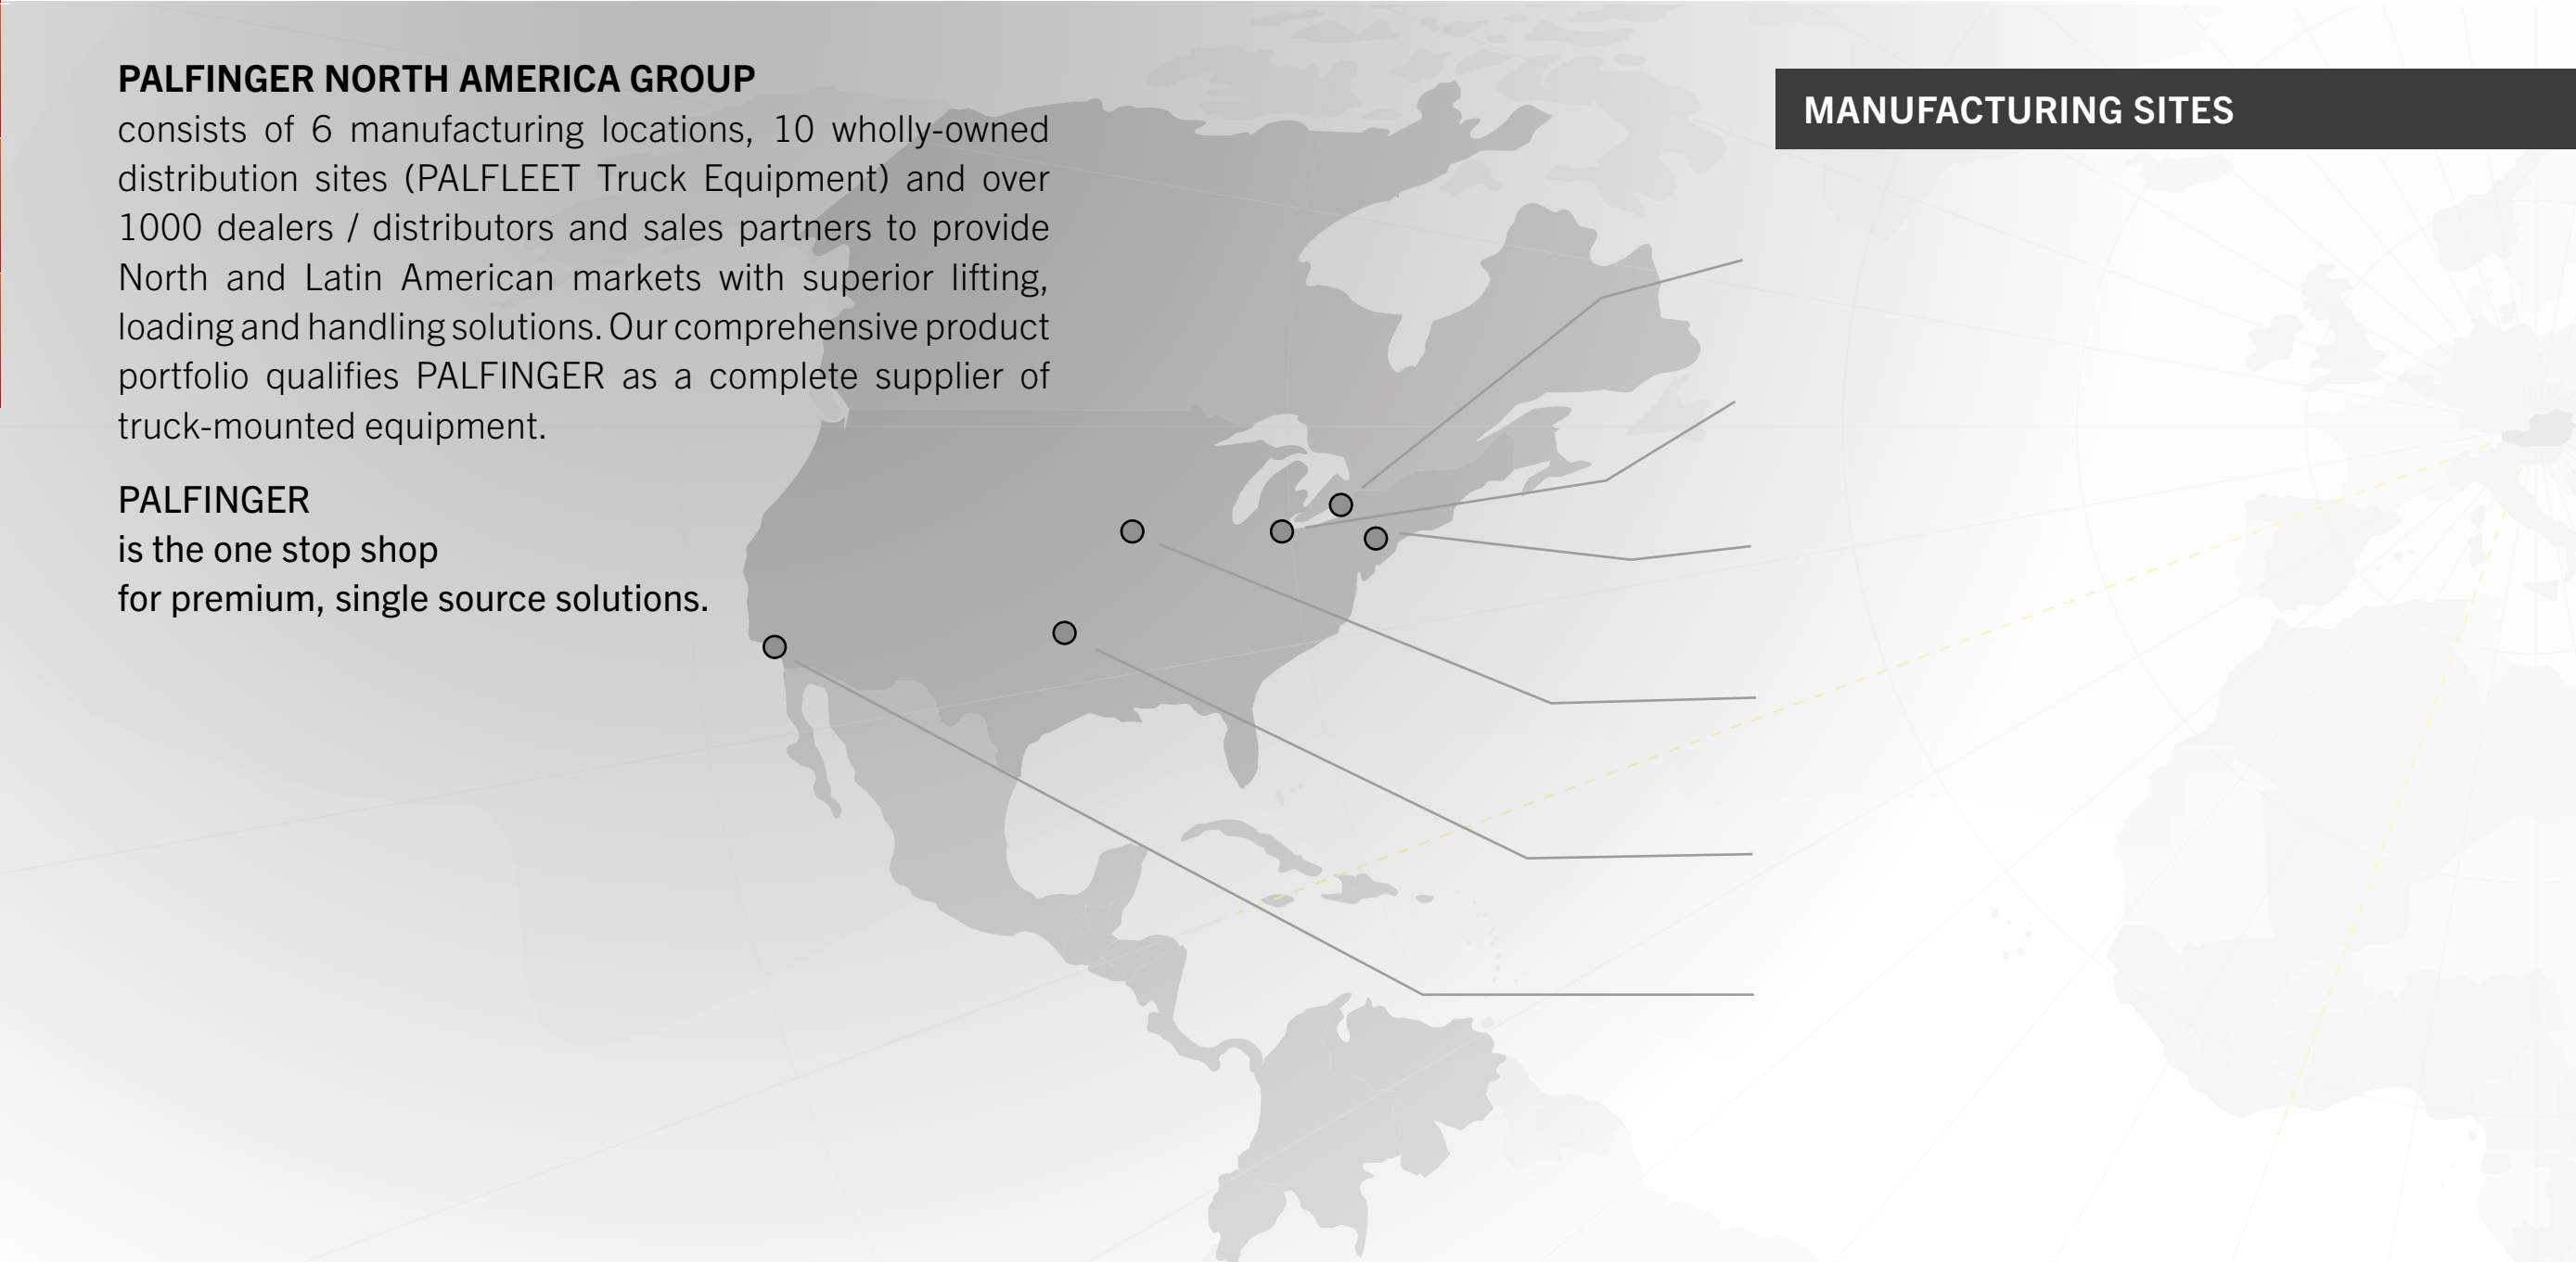 PALFINGER NORTH AMERICA GROUP
consists of 6 manufacturing locations, 10 wholly-owned
distribution sites (PALFLEET Truck Equipment) and over
1000 dealers / distributors and sales partners to provide
North and Latin American markets with superior lifting,
loading and handling solutions. Our comprehensive product
portfolio qualifies PALFINGER as a complete supplier of
truck-mounted equipment.
PALFINGER
is the one stop shop
for premium, single source solutions.
MANUFACTURING SITES